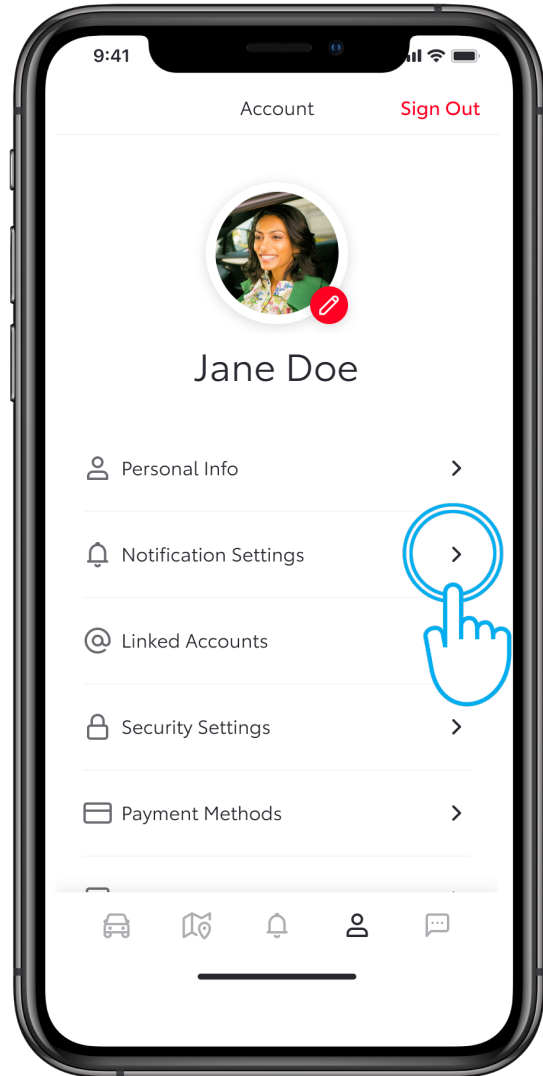 9:41
Account
Sign Out
Jane Doe
Personal Info
Notification Settings
Linked Accounts
Security Settings
Payment Methods